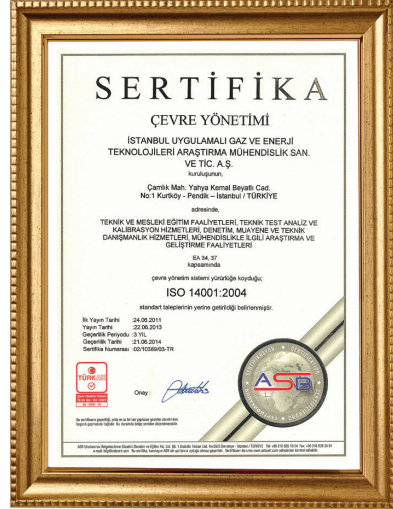 SERTİFİKA
ÇEVRE YÖNETİMİ
İSTANBUL UYGULAMALI GAZ VE ENERJİ
TEKNOLOJİLERİ ARAŞTIRMA MÜHENDİSLİK SAN.
VE TİC. A.Ş.
kuruluşunun,
Çamlık Mah. Yahya Kemal Beyatlı Cad.
No:1 Kurtköy - Pendik – İstanbul / TÜRKİYE
adresinde,
TEKNİK VE MESLEKİ EĞİTİM FAALİYETLERİ, TEKNİK TEST ANALİZ VE
KALİBRASYON HİZMETLERİ, DENETİM, MUAYENE VE TEKNİK
DANIŞMANLIK HİZMETLERİ, MÜHENDİSLİKLE İLGİLİ ARAŞTIRMA VE
GELİŞTİRME FAALİYETLERİ
EA 34, 37
kapsamında
çevre yönetim sistemi yürürlüğe koyduğu;
ISO 14001:2004
standart taleplerinin yerine getirildiği belirlenmiştir.
İlk Yayın Tarihi :24.06.2011
Yayın Tarihi :22.06.2013
Geçerlilik Periyodu :3 YIL
Geçerlilik Tarihi :21.06.2014
Sertifika Numarası :02/10389/03-TR
TÜRKAK
Onay:
ASB